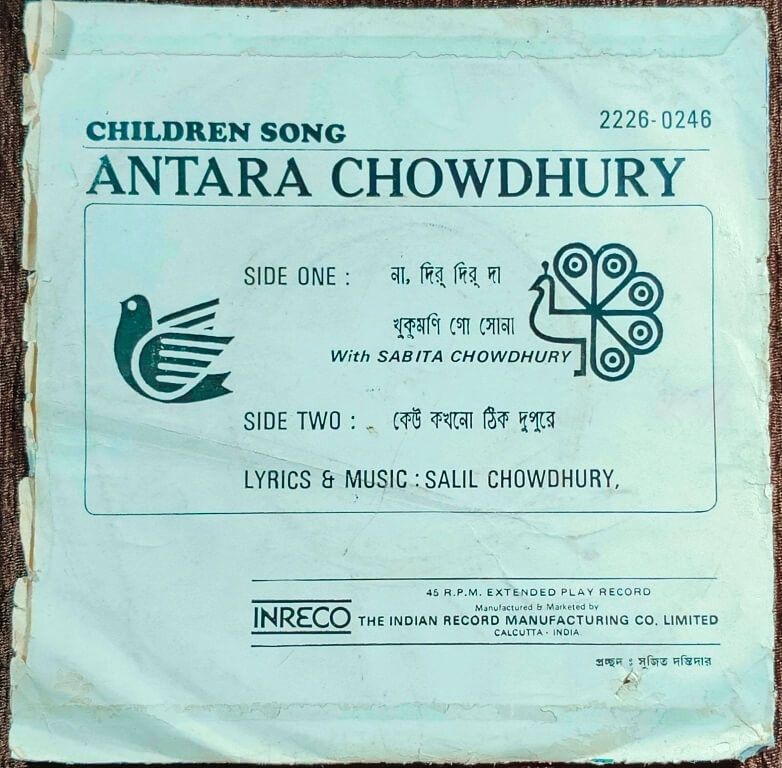 2226-0246
CHILDREN SONG
ANTARA CHOWDHURY
SIDE ONE : না, দির্ দির্ দা
খুকুমণি গো সোনা
With SABITA CHOWDHURY
SIDE TWO : কেউ কখনো ঠিক দুপুরে
LYRICS & MUSIC : SALIL CHOWDHURY,
45 R.P.M. EXTENDED PLAY RECORD
Manufactured & Marketed by
INRECO THE INDIAN RECORD MANUFACTURING CO. LIMITED
CALCUTTA · INDIA
প্রচ্ছদ : সুজিত দস্তিদার